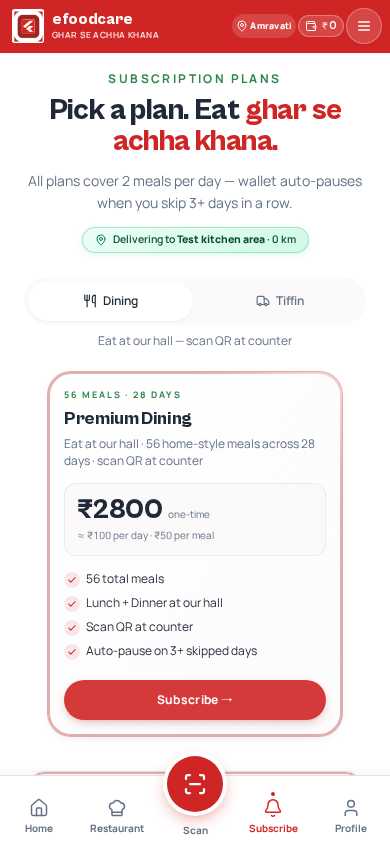 efoodcare
GHAR SE ACHHA KHANA
Amravati
₹0
SUBSCRIPTION PLANS
Pick a plan. Eat ghar se
achha khana.
All plans cover 2 meals per day — wallet auto-pauses
when you skip 3+ days in a row.
Delivering to Test kitchen area · 0 km
Dining
Tiffin
Eat at our hall — scan QR at counter
56 MEALS · 28 DAYS
Premium Dining
Eat at our hall · 56 home-style meals across 28
days · scan QR at counter
₹2800 one-time
≈ ₹100 per day · ₹50 per meal
56 total meals
Lunch + Dinner at our hall
Scan QR at counter
Auto-pause on 3+ skipped days
Subscribe →
Home
Restaurant
Scan
Subscribe
Profile